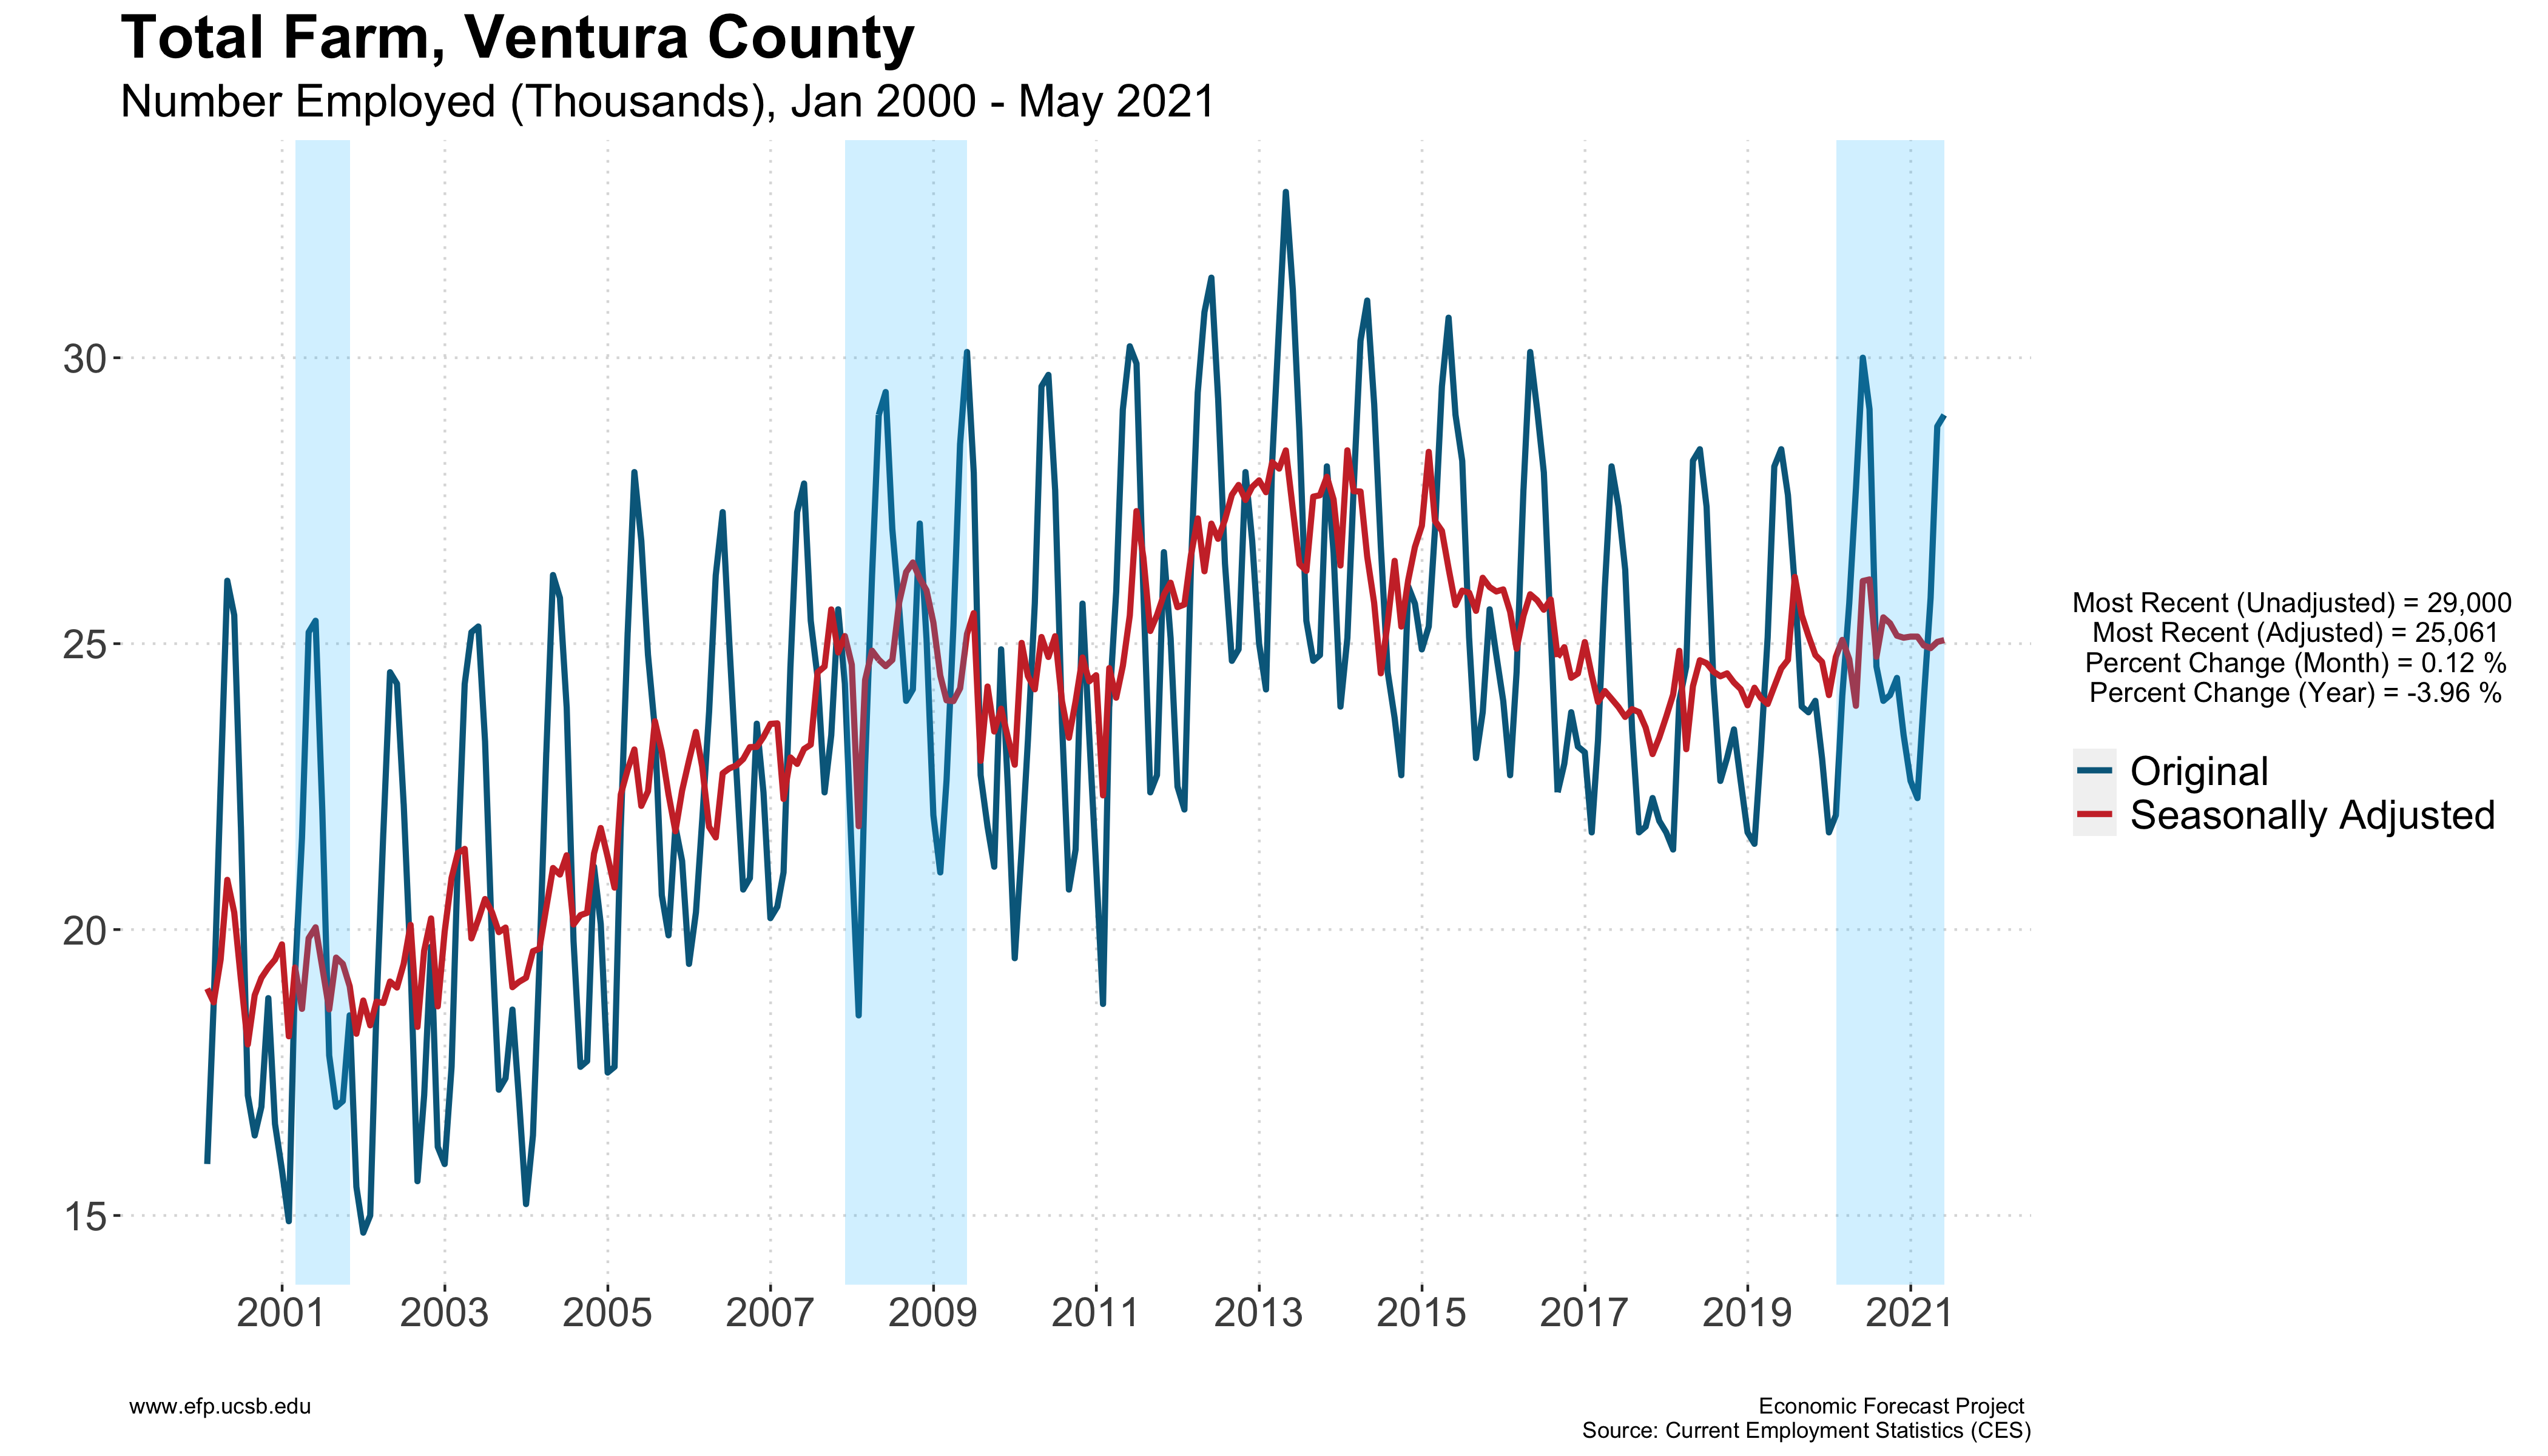 Total Farm, Ventura County
Number Employed (Thousands), Jan 2000 - May 2021
30
25
20
15
2001 2003 2005 2007 2009 2011 2013 2015 2017 2019 2021
Most Recent (Unadjusted) = 29,000
Most Recent (Adjusted) = 25,061
Percent Change (Month) = 0.12 %
Percent Change (Year) = -3.96 %
Original
Seasonally Adjusted
www.efp.ucsb.edu
Economic Forecast Project
Source: Current Employment Statistics (CES)